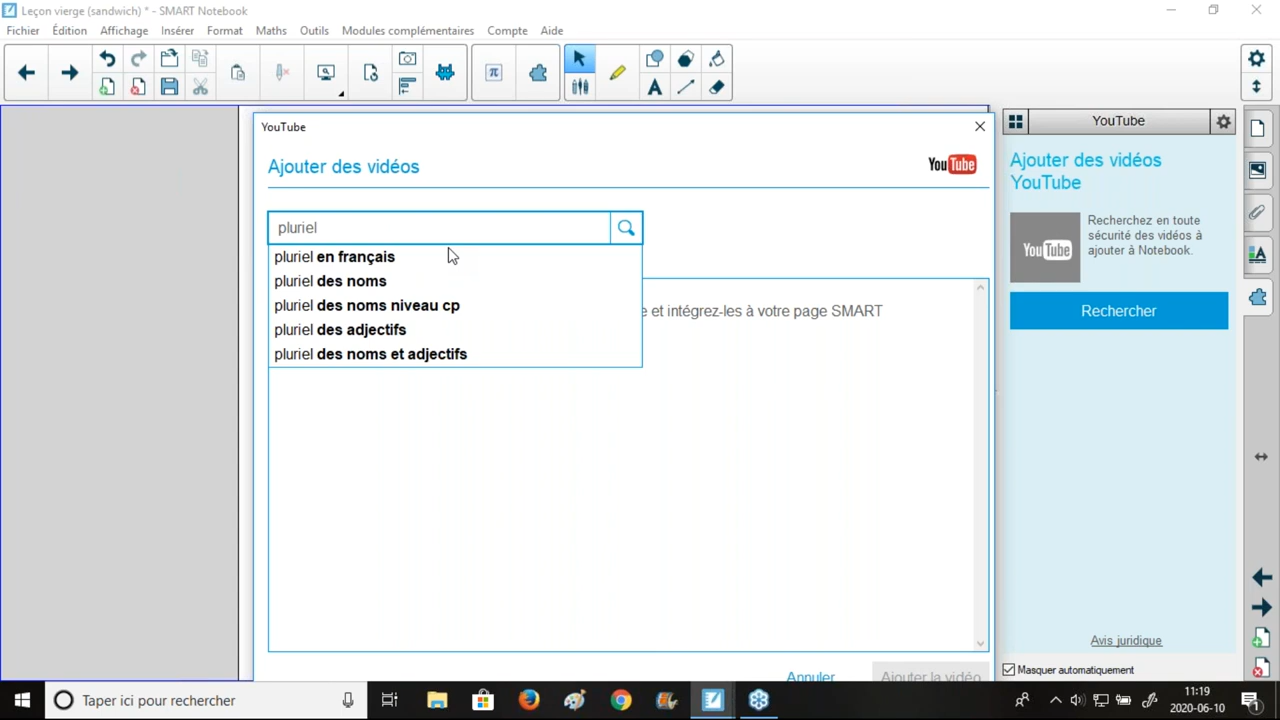 Leçon vierge (sandwich) * - SMART Notebook
Fichier Édition Affichage Insérer Format Maths Outils Modules complémentaires Compte Aide
YouTube
YouTube
Ajouter des vidéos
YouTube
pluriel
pluriel en français
pluriel des noms
pluriel des noms niveau cp
pluriel des adjectifs
pluriel des noms et adjectifs
e et intégrez-les à votre page SMART
Annuler
Ajouter la vidéo
Ajouter des vidéos
YouTube
YouTube
Recherchez en toute
sécurité des vidéos à
ajouter à Notebook.
Rechercher
Avis juridique
Masquer automatiquement
Taper ici pour rechercher
11:19
2020-06-10
1